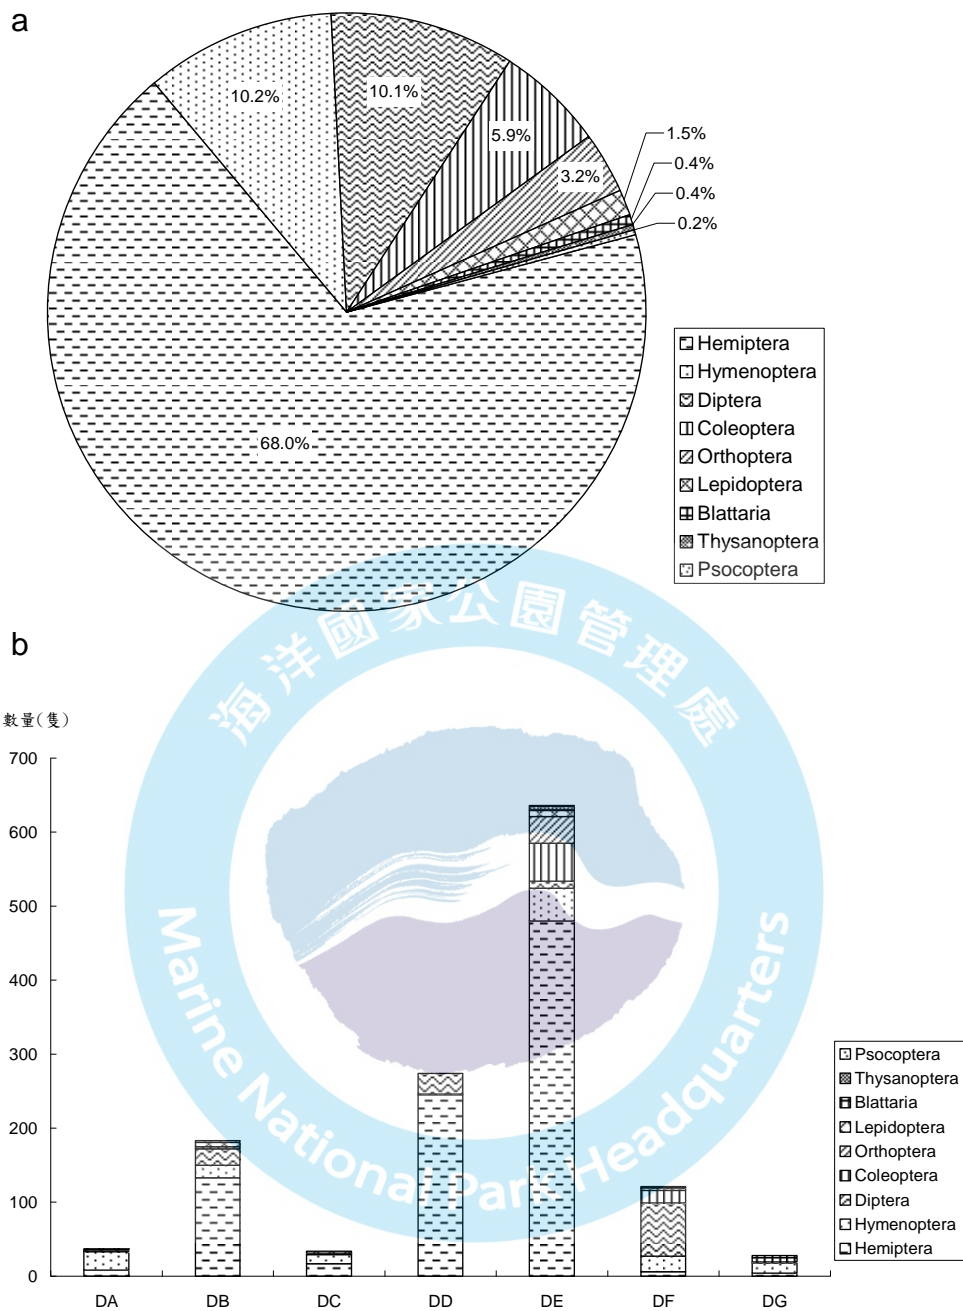 a
10.2%
10.1%
5.9%
3.2%
1.5%
0.4%
0.4%
0.2%
68.0%
Hemiptera
Hymenoptera
Diptera
Coleoptera
Orthoptera
Lepidoptera
Blattaria
Thysanoptera
Psocoptera
海洋國家公園管理處
Marine National Park Headquarters
b
數量(隻)
700
600
500
400
300
200
100
0
DA DB DC DD DE DF DG
Psocoptera
Thysanoptera
Blattaria
Lepidoptera
Orthoptera
Coleoptera
Diptera
Hymenoptera
Hemiptera